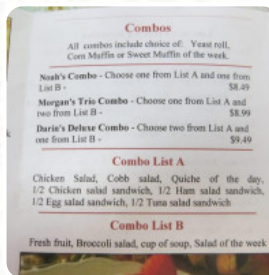 Combos
All combos include choice of: Yeast roll,
Corn Muffin or Sweet Muffin of the week.
Noah's Combo - Choose one from List A and one from
List B - $8.49
Morgan's Trio Combo - Choose one from List A and
two from List B - $8.99
Darin's Deluxe Combo - Choose two from List A and
one from List B - $9.49
Combo List A
Chicken Salad, Cobb salad, Quiche of the day,
1/2 Chicken salad sandwich, 1/2 Ham salad sandwich,
1/2 Egg salad sandwich, 1/2 Tuna salad sandwich
Combo List B
Fresh fruit, Broccoli salad, cup of soup, Salad of the week